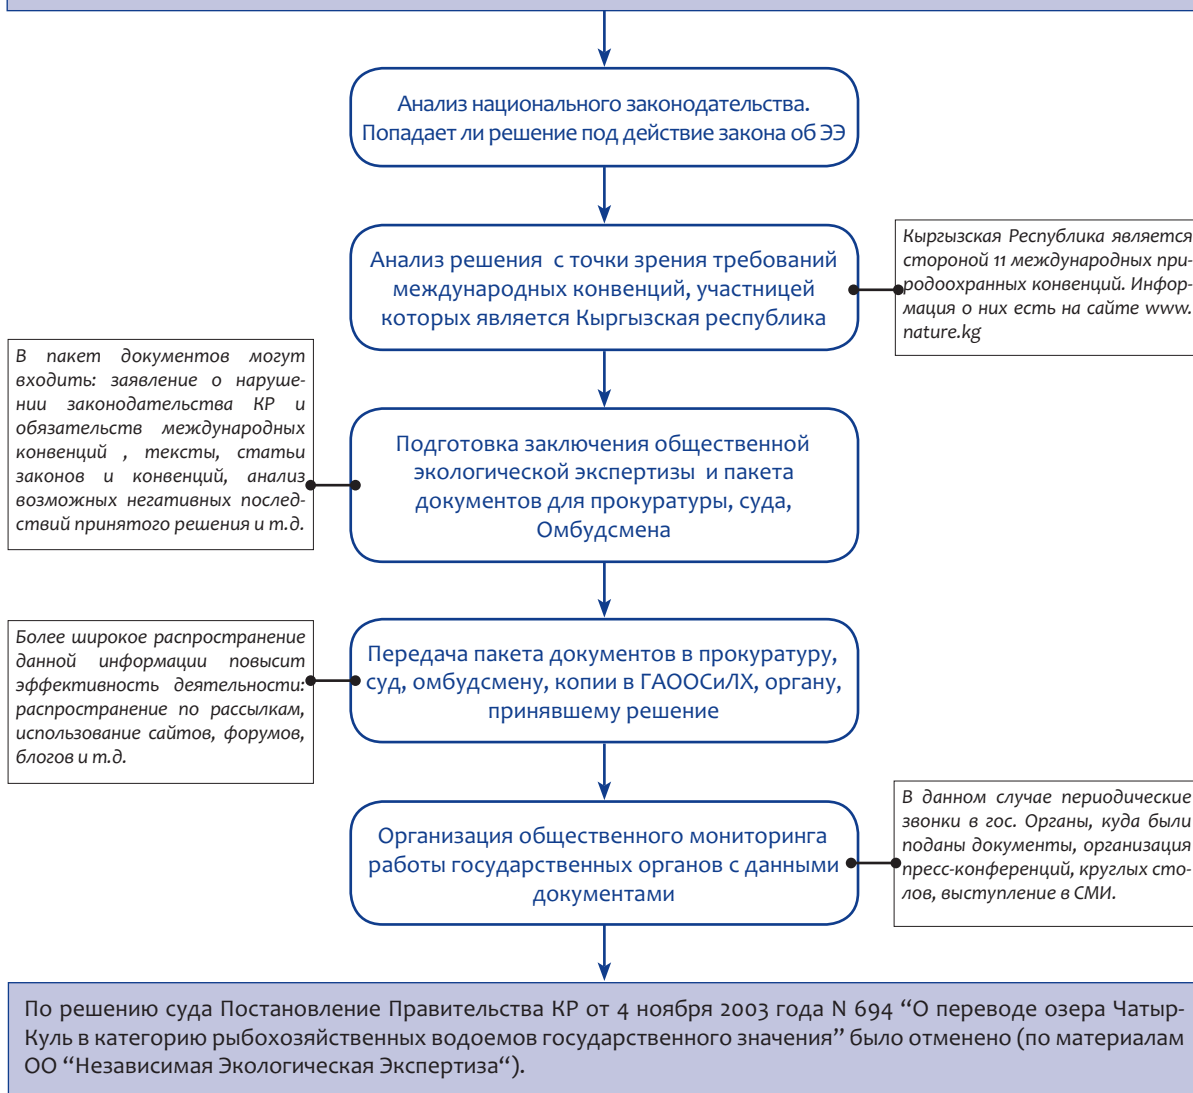 Анализ национального законодательства.
Попадает ли решение под действие закона об ЭЭ
Анализ решения с точки зрения требований
международных конвенций, участницей
которых является Кыргызская республика
Кыргызская Республика является
стороной 11 международных при-
родоохранных конвенций. Инфор-
мация о них есть на сайте www.
nature.kg
В пакет документов могут
входить: заявление о наруше-
нии законодательства КР и
обязательств международных
конвенций , тексты, статьи
законов и конвенций, анализ
возможных негативных послед-
ствий принятого решения и т.д.
Подготовка заключения общественной
экологической экспертизы и пакета
документов для прокуратуры, суда,
Омбудсмена
Более широкое распространение
данной информации повысит
эффективность деятельности:
распространение по рассылкам,
использование сайтов, форумов,
блогов и т.д.
Передача пакета документов в прокуратуру,
суд, омбудсмену, копии в ГАООСиЛХ, органу,
принявшему решение
Организация общественного мониторинга
работы государственных органов с данными
документами
В данном случае периодические
звонки в гос. Органы, куда были
поданы документы, организация
пресс-конференций, круглых сто-
лов, выступление в СМИ.
По решению суда Постановление Правительства КР от 4 ноября 2003 года N 694 “О переводе озера Чатыр-
Куль в категорию рыбохозяйственных водоемов государственного значения” было отменено (по материалам
ОО “Независимая Экологическая Экспертиза“).